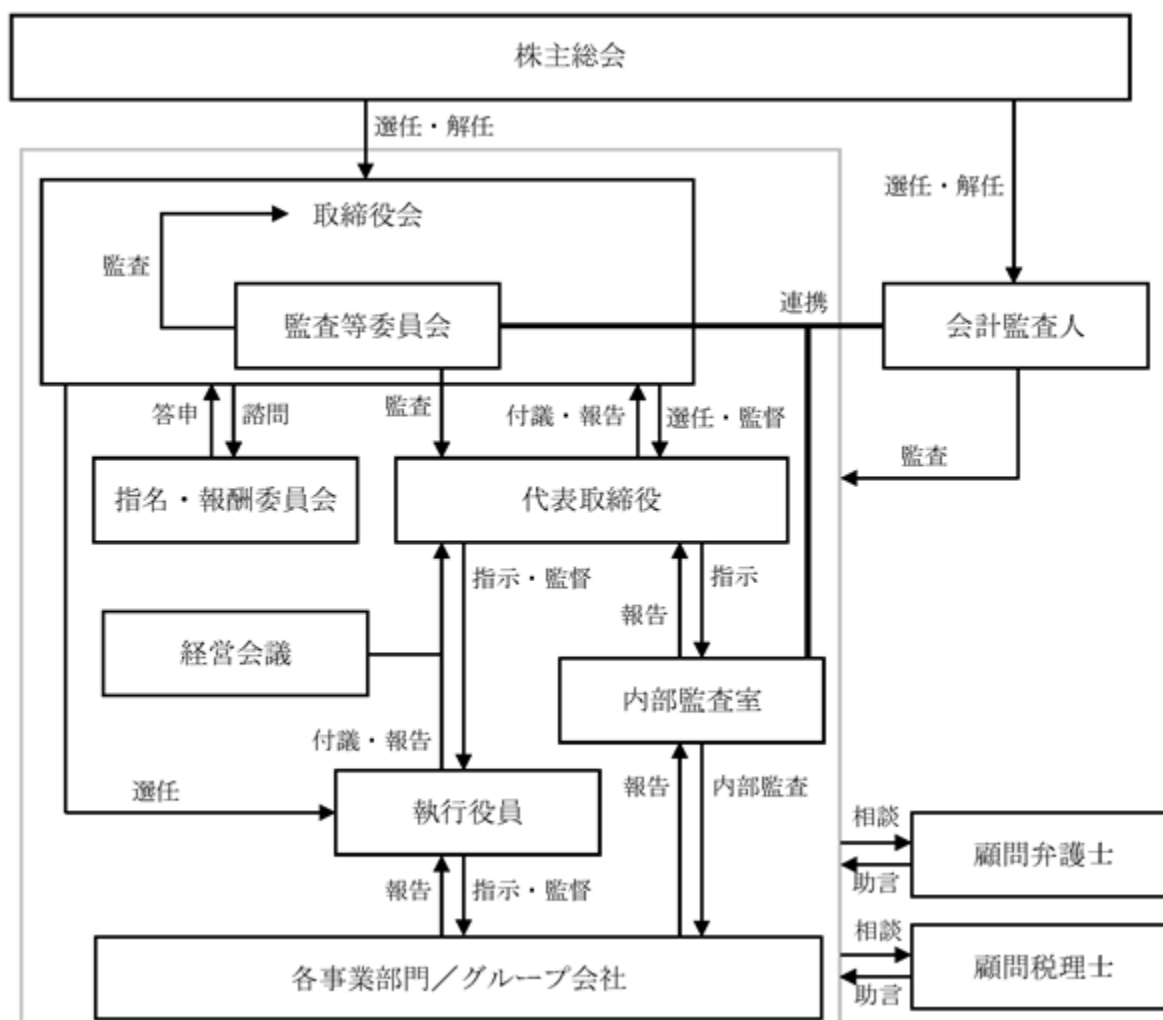 株主総会
選任・解任
選任・解任
取締役会
監査
監査等委員会
連携
会計監査人
答申
諮問
監査
付議・報告
選任・監督
監査
指名・報酬委員会
代表取締役
指示・監督
指示
報告
経営会議
内部監査室
付議・報告
選任
執行役員
報告
内部監査
相談
顧問弁護士
助言
報告
指示・監督
相談
顧問税理士
助言
各事業部門／グループ会社